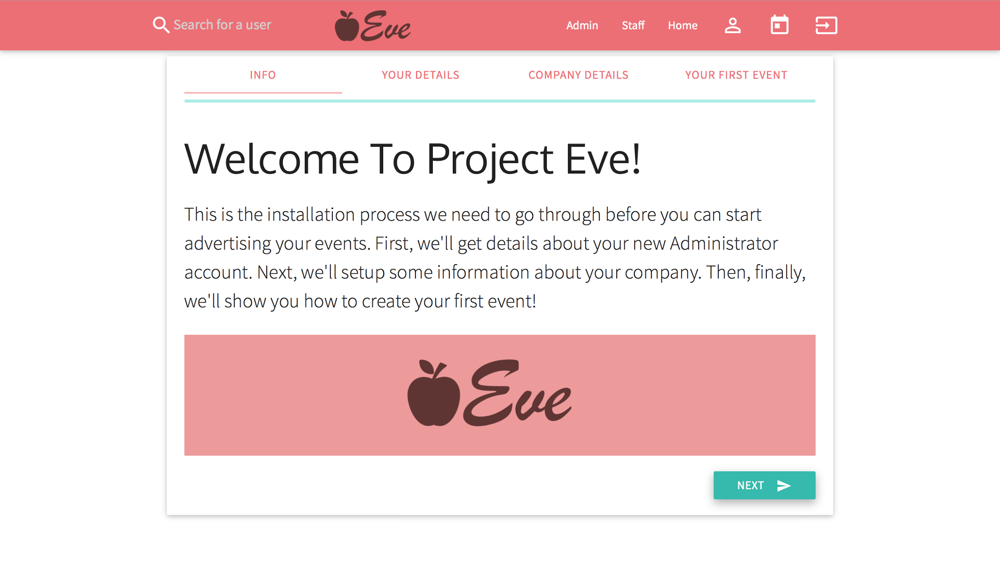 Search for a user
Eve
Admin
Staff
Home
INFO
YOUR DETAILS
COMPANY DETAILS
YOUR FIRST EVENT
Welcome To Project Eve!
This is the installation process we need to go through before you can start
advertising your events. First, we'll get details about your new Administrator
account. Next, we'll setup some information about your company. Then, finally,
we'll show you how to create your first event!
Eve
NEXT